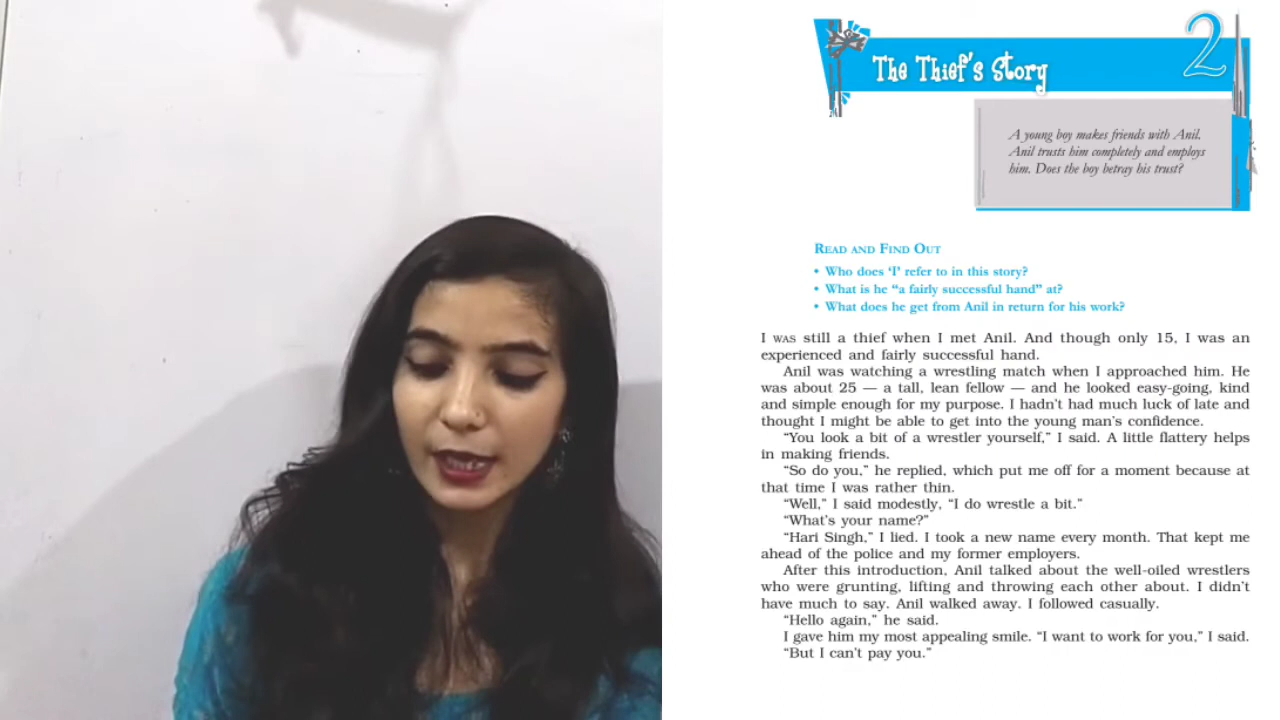 2
The Thief's Story
A young boy makes friends with Anil.
Anil trusts him completely and employs
him. Does the boy betray his trust?
READ AND FIND OUT
• Who does ‘I’ refer to in this story?
• What is he “a fairly successful hand” at?
• What does he get from Anil in return for his work?
I WAS still a thief when I met Anil. And though only 15, I was an
experienced and fairly successful hand.
Anil was watching a wrestling match when I approached him. He
was about 25 — a tall, lean fellow — and he looked easy-going, kind
and simple enough for my purpose. I hadn’t had much luck of late and
thought I might be able to get into the young man’s confidence.
“You look a bit of a wrestler yourself,” I said. A little flattery helps
in making friends.
“So do you,” he replied, which put me off for a moment because at
that time I was rather thin.
“Well,” I said modestly, “I do wrestle a bit.”
“What’s your name?”
“Hari Singh,” I lied. I took a new name every month. That kept me
ahead of the police and my former employers.
After this introduction, Anil talked about the well-oiled wrestlers
who were grunting, lifting and throwing each other about. I didn’t
have much to say. Anil walked away. I followed casually.
“Hello again,” he said.
I gave him my most appealing smile. “I want to work for you,” I said.
“But I can’t pay you.”